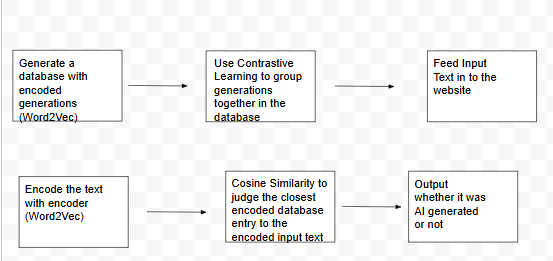 Generate a
database with
encoded
generations
(Word2Vec)
Use Contrastive
Learning to group
generations
together in the
database
Feed Input
Text in to the
website
Encode the text
with encoder
(Word2Vec)
Cosine Similarity to
judge the closest
encoded database
entry to the
encoded input text
Output
whether it was
AI generated
or not